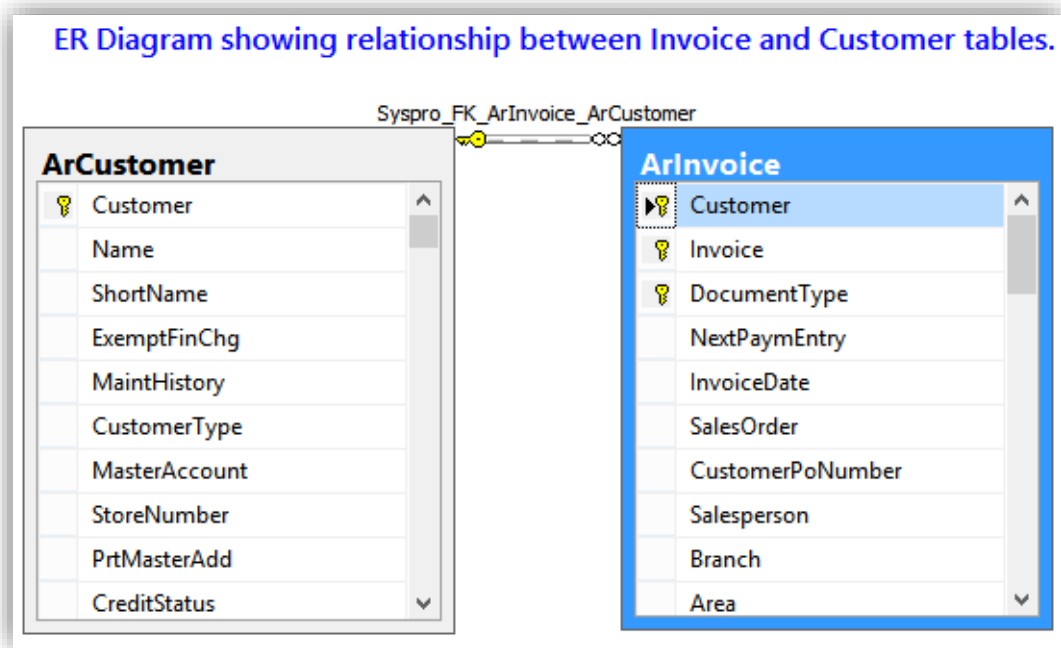 ER Diagram showing relationship between Invoice and Customer tables.
Syspro_FK_ArInvoice_ArCustomer
ArCustomer
Customer
Name
ShortName
ExemptFinChg
MaintHistory
CustomerType
MasterAccount
StoreNumber
PrtMasterAdd
CreditStatus
ArInvoice
Customer
Invoice
DocumentType
NextPaymEntry
InvoiceDate
SalesOrder
CustomerPoNumber
Salesperson
Branch
Area